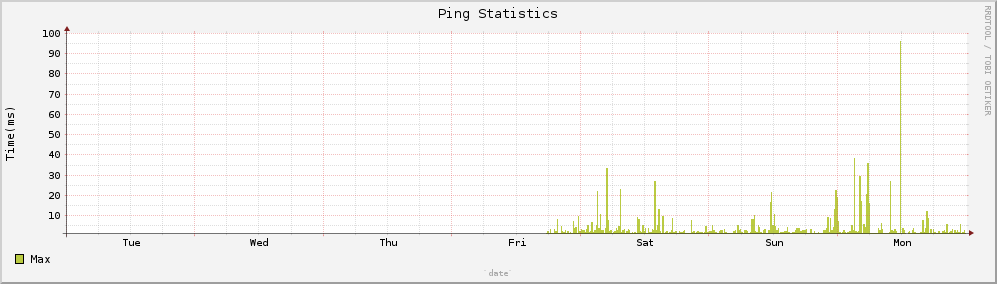 Ping Statistics
RRDTOOL / TOBI OETIKER
Time(ms)
100
90
80
70
60
50
40
30
20
10
Tue Wed Thu Fri Sat Sun Mon
Max
`date`